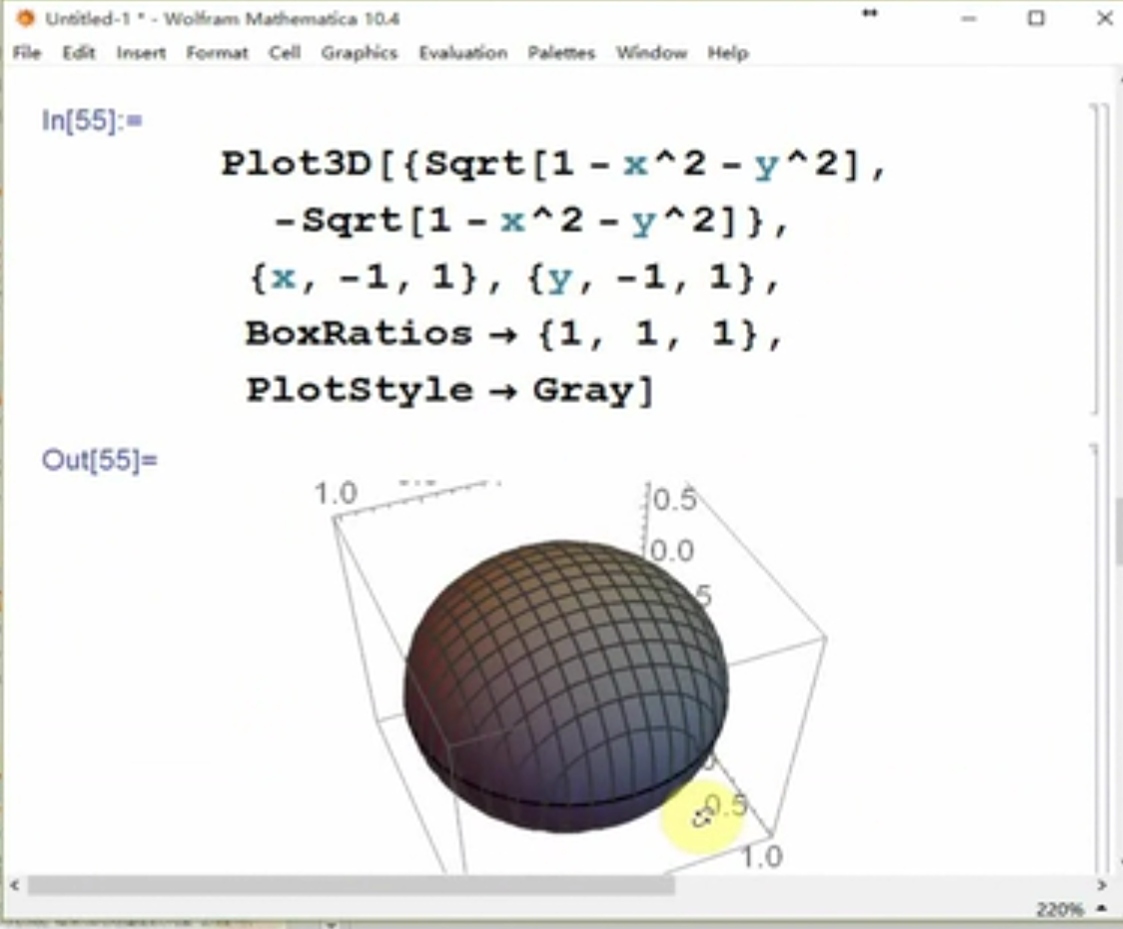 Untitled-1 * - Wolfram Mathematica 10.4
File Edit Insert Format Cell Graphics Evaluation Palettes Window Help
In[55]:=
Plot3D[{Sqrt[1 - x^2 - y^2],
-Sqrt[1 - x^2 - y^2]},
{x, -1, 1}, {y, -1, 1},
BoxRatios → {1, 1, 1},
PlotStyle → Gray]
Out[55]=
1.0
0.5
0.0
0.5
1.0
220%